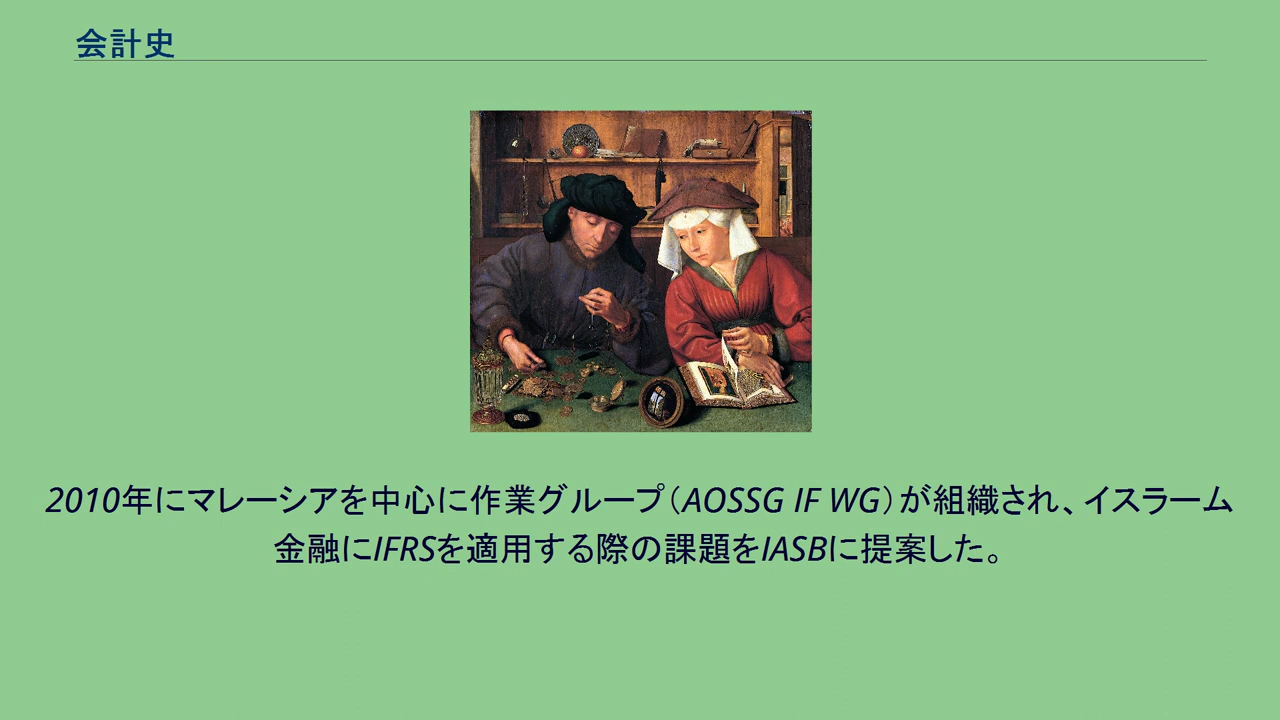 会計史
2010年にマレーシアを中心に作業グループ（AOSSG IF WG）が組織され、イスラーム
金融にIFRSを適用する際の課題をIASBに提案した。